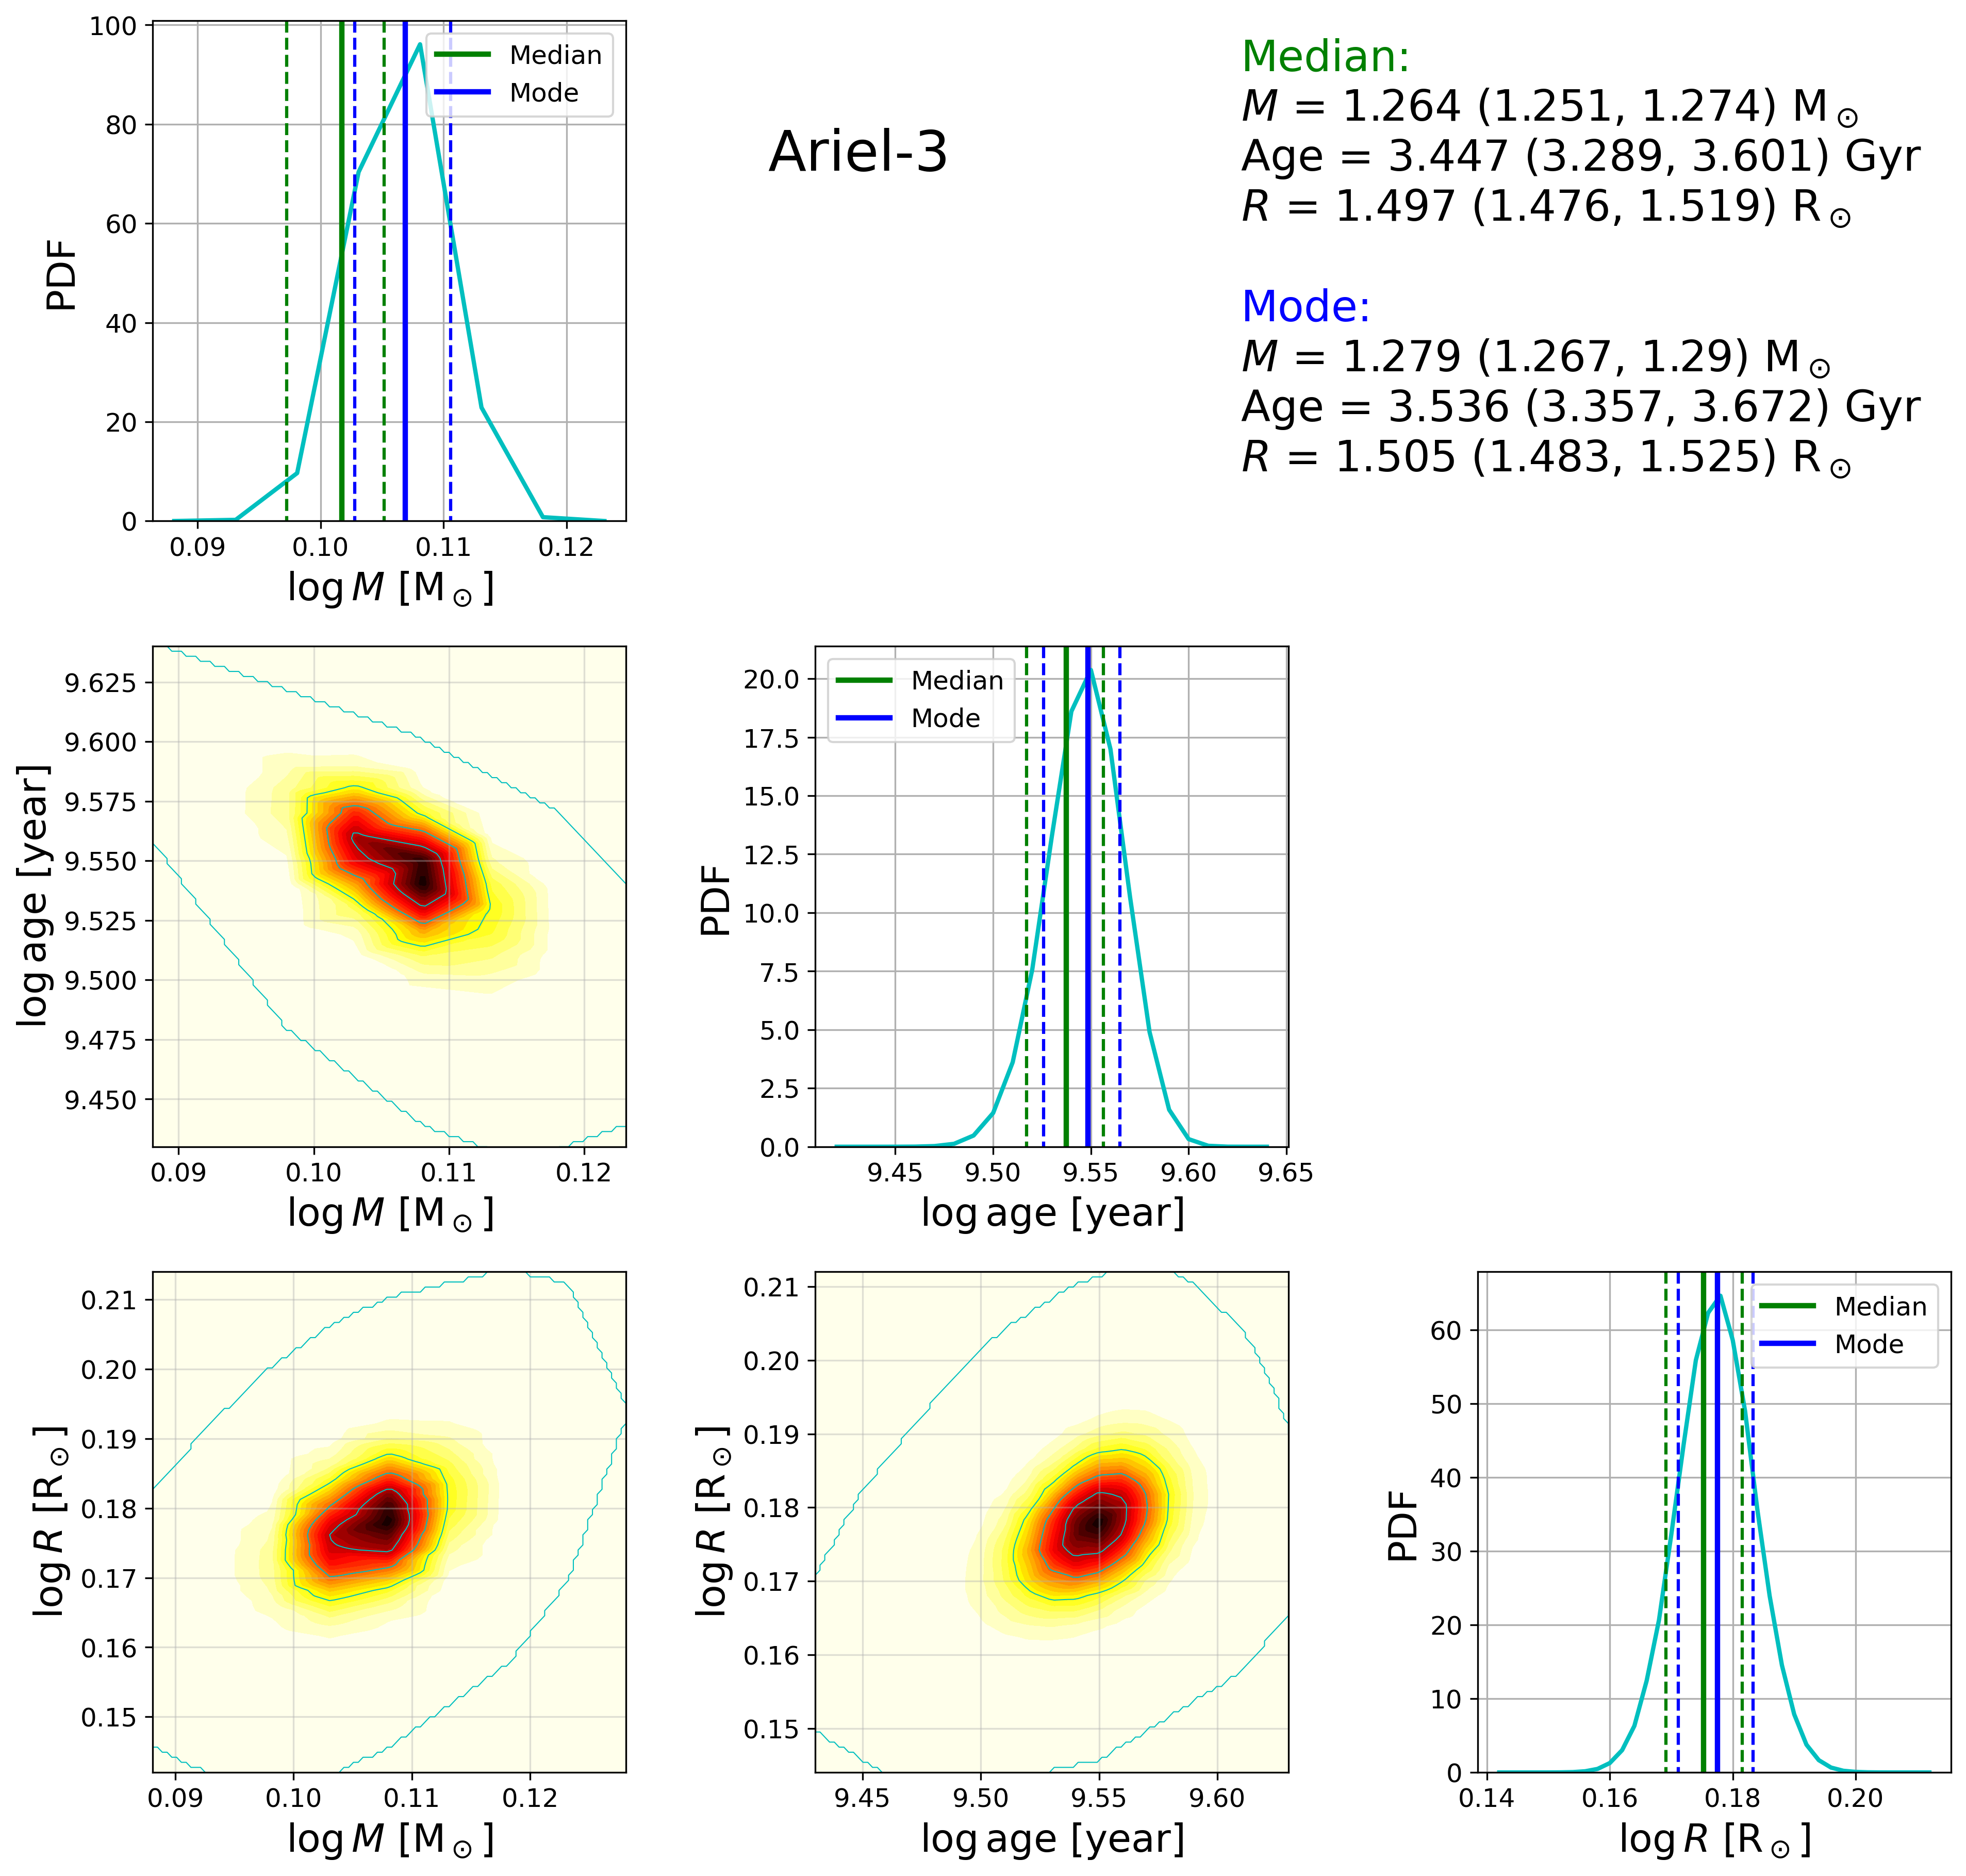 100
80
60
40
20
0
PDF
Median
Mode
0.09 0.10 0.11 0.12
log M [M⊙]
Ariel-3
Median:
M = 1.264 (1.251, 1.274) M⊙
Age = 3.447 (3.289, 3.601) Gyr
R = 1.497 (1.476, 1.519) R⊙
Mode:
M = 1.279 (1.267, 1.29) M⊙
Age = 3.536 (3.357, 3.672) Gyr
R = 1.505 (1.483, 1.525) R⊙
9.625
9.600
9.575
9.550
9.525
9.500
9.475
9.450
log age [year]
0.09 0.10 0.11 0.12
log M [M⊙]
20.0
17.5
15.0
12.5
10.0
7.5
5.0
2.5
0.0
PDF
Median
Mode
9.45 9.50 9.55 9.60 9.65
log age [year]
0.21
0.20
0.19
0.18
0.17
0.16
0.15
log R [R⊙]
0.09 0.10 0.11 0.12
log M [M⊙]
0.21
0.20
0.19
0.18
0.17
0.16
0.15
log R [R⊙]
9.45 9.50 9.55 9.60
log age [year]
60
50
40
30
20
10
0
PDF
Median
Mode
0.14 0.16 0.18 0.20
log R [R⊙]